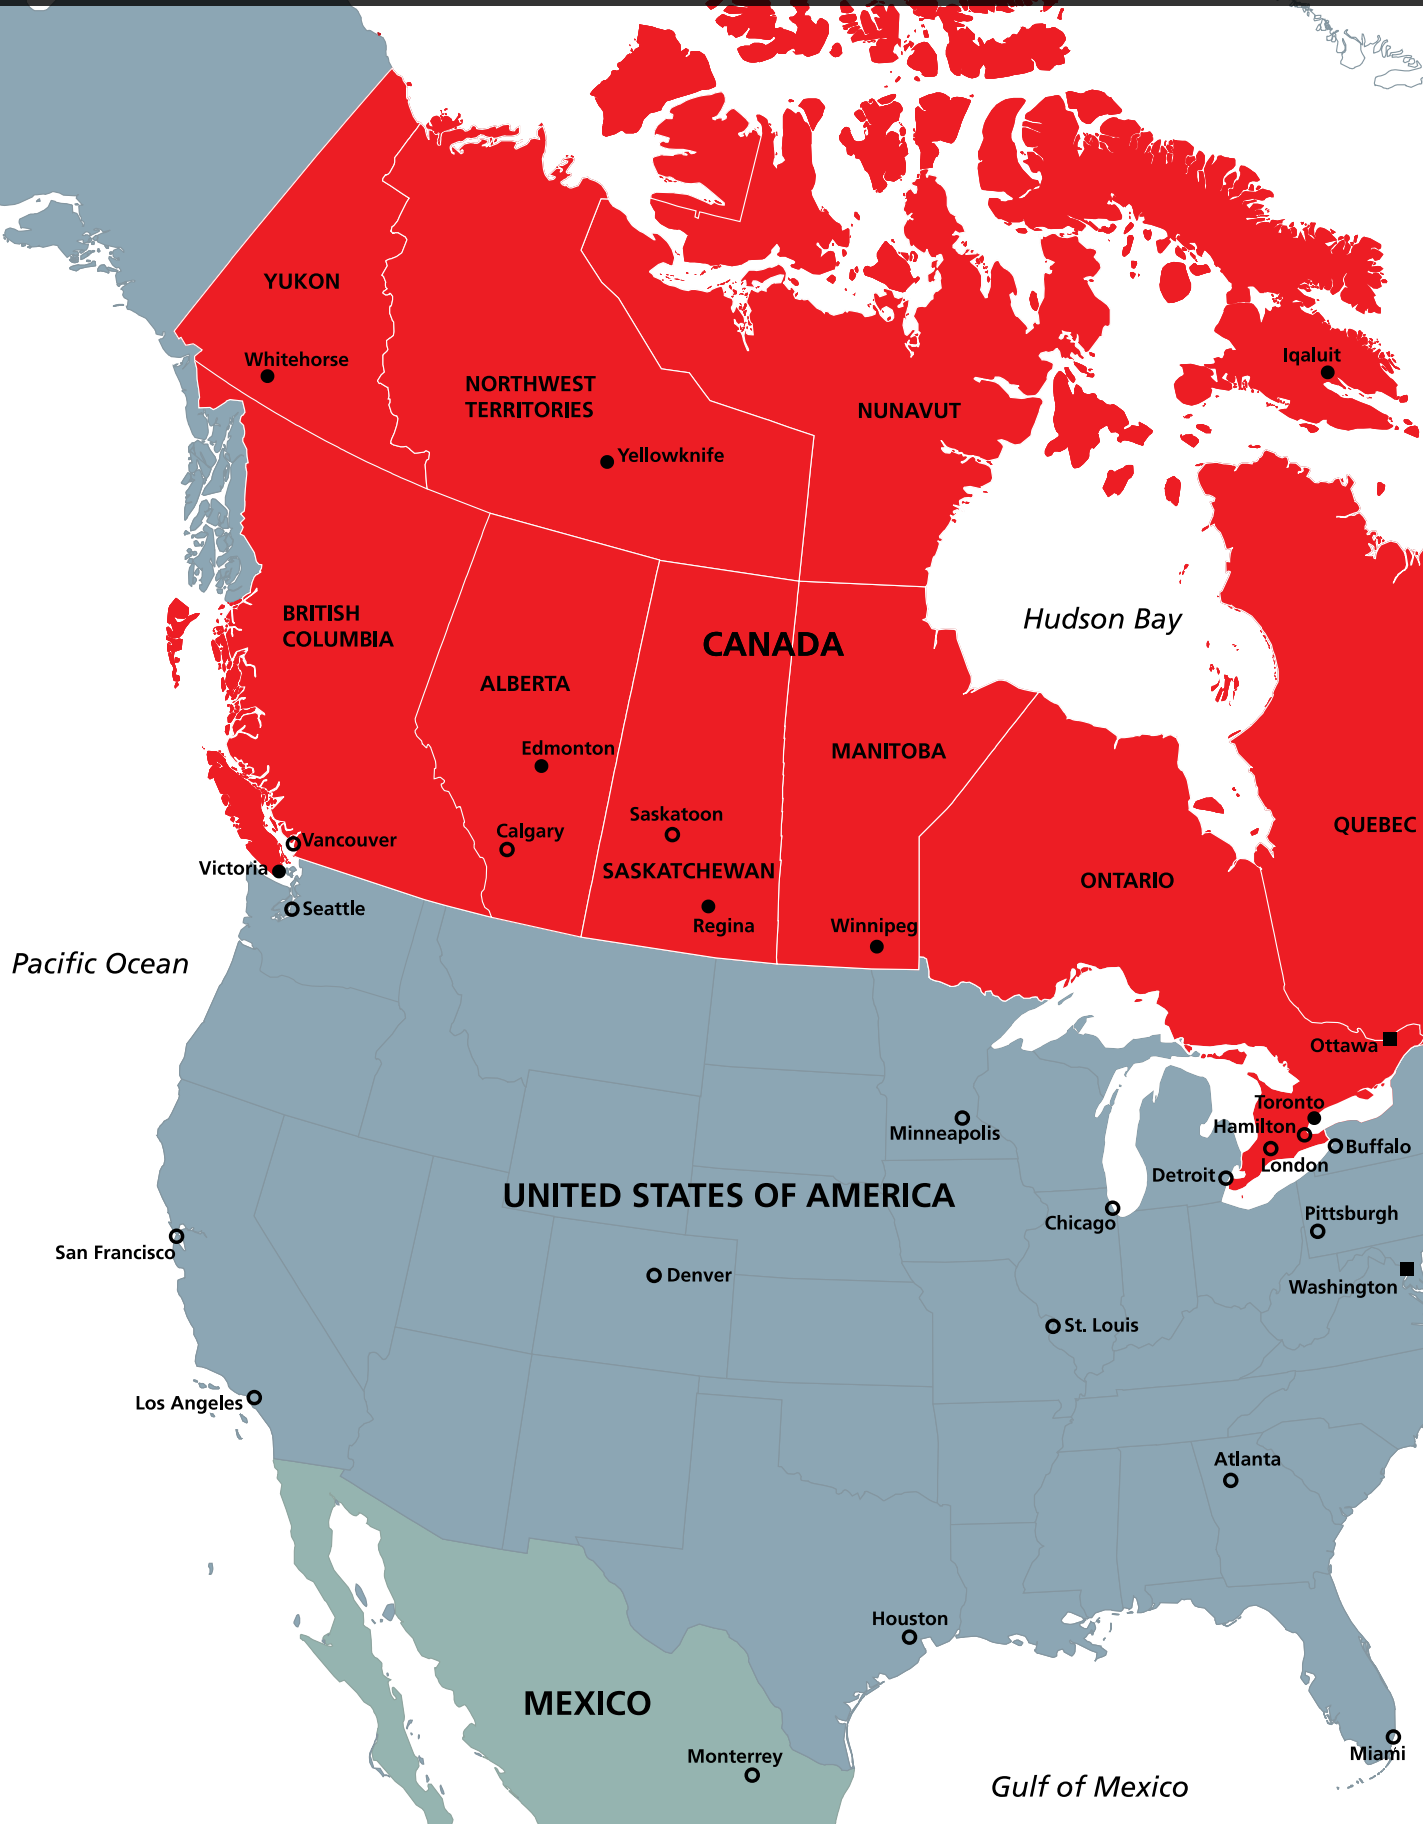 YUKON
Whitehorse
NORTHWEST
TERRITORIES
Yellowknife
NUNAVUT
Iqaluit
BRITISH
COLUMBIA
Hudson Bay
CANADA
ALBERTA
Edmonton
MANITOBA
Saskatoon
Calgary
QUEBEC
Vancouver
Victoria
SASKATCHEWAN
ONTARIO
Seattle
Regina
Winnipeg
Pacific Ocean
Ottawa
Toronto
Hamilton
Minneapolis
Buffalo
London
Detroit
UNITED STATES OF AMERICA
Chicago
Pittsburgh
San Francisco
Denver
Washington
St. Louis
Los Angeles
Atlanta
Houston
MEXICO
Monterrey
Miami
Gulf of Mexico